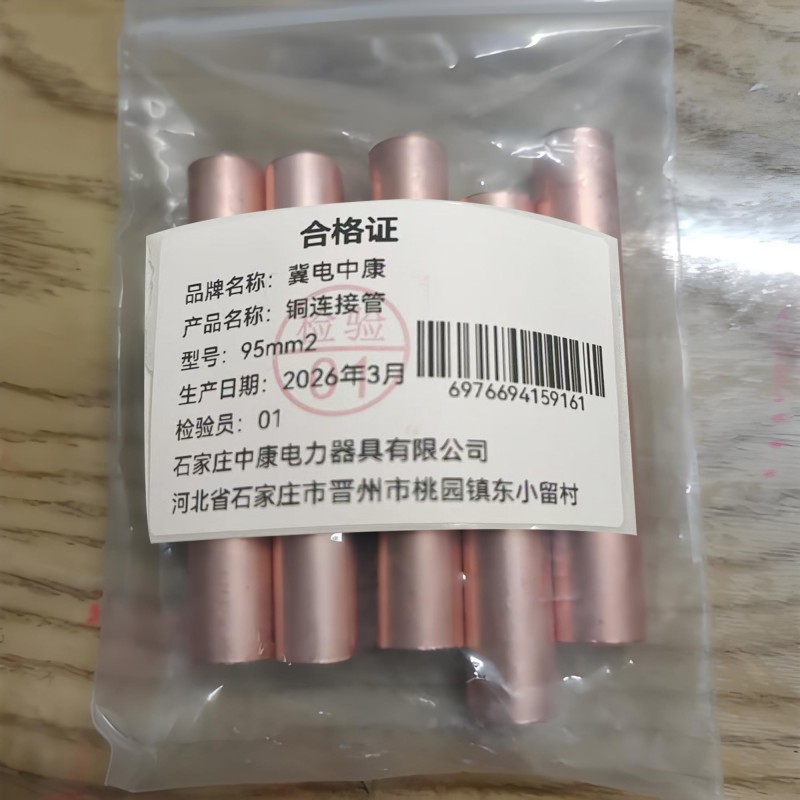 合格证
品牌名称：冀电中康
产品名称：铜连接管
型号：95mm2
生产日期：2026年3月
检验员：01
石家庄中康电力器具有限公司
河北省石家庄市晋州市桃园镇东小留村
检验
01
6976694159161